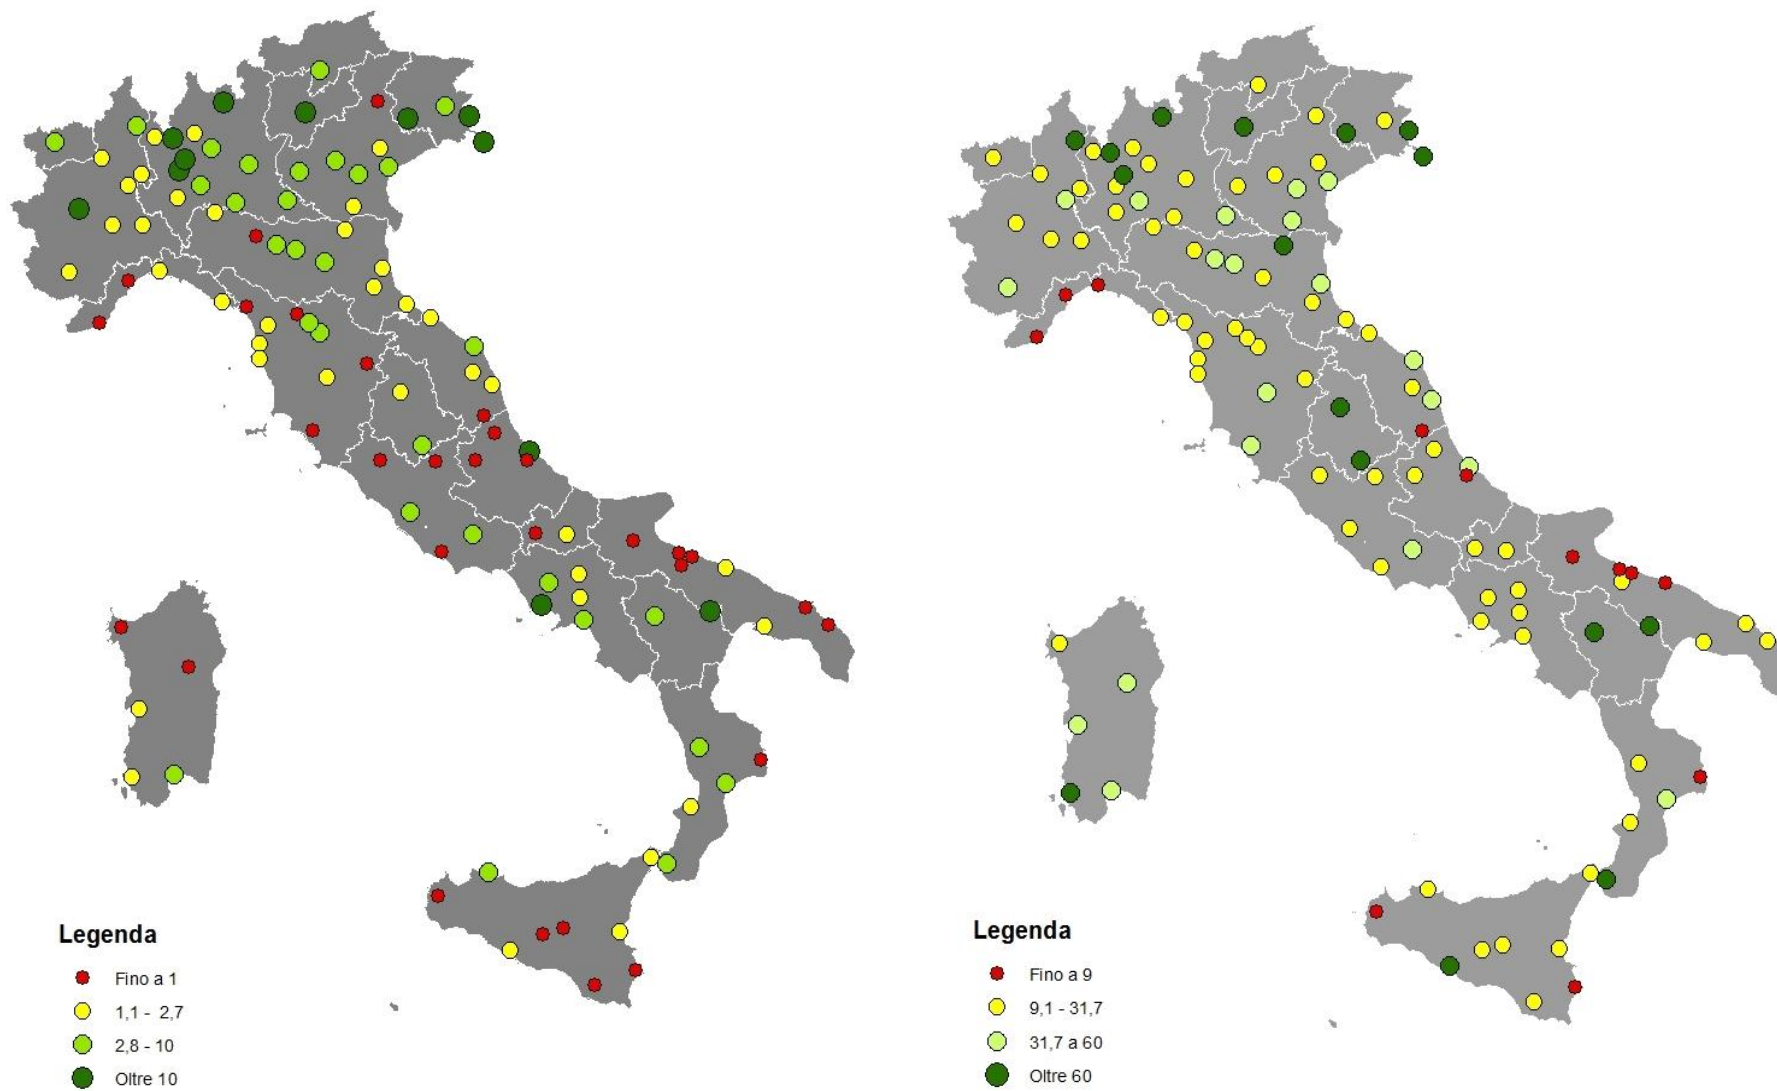 Legenda
Fino a 1
1,1 - 2,7
2,8 - 10
Oltre 10
Legenda
Fino a 9
9,1 - 31,7
31,7 a 60
Oltre 60